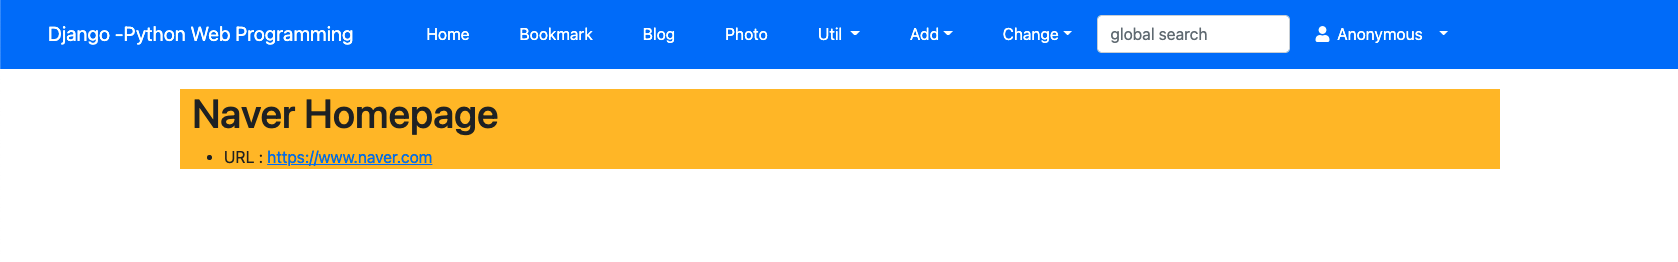 Django -Python Web Programming Home Bookmark Blog Photo Util Add Change global search Anonymous
Naver Homepage
• URL : https://www.naver.com